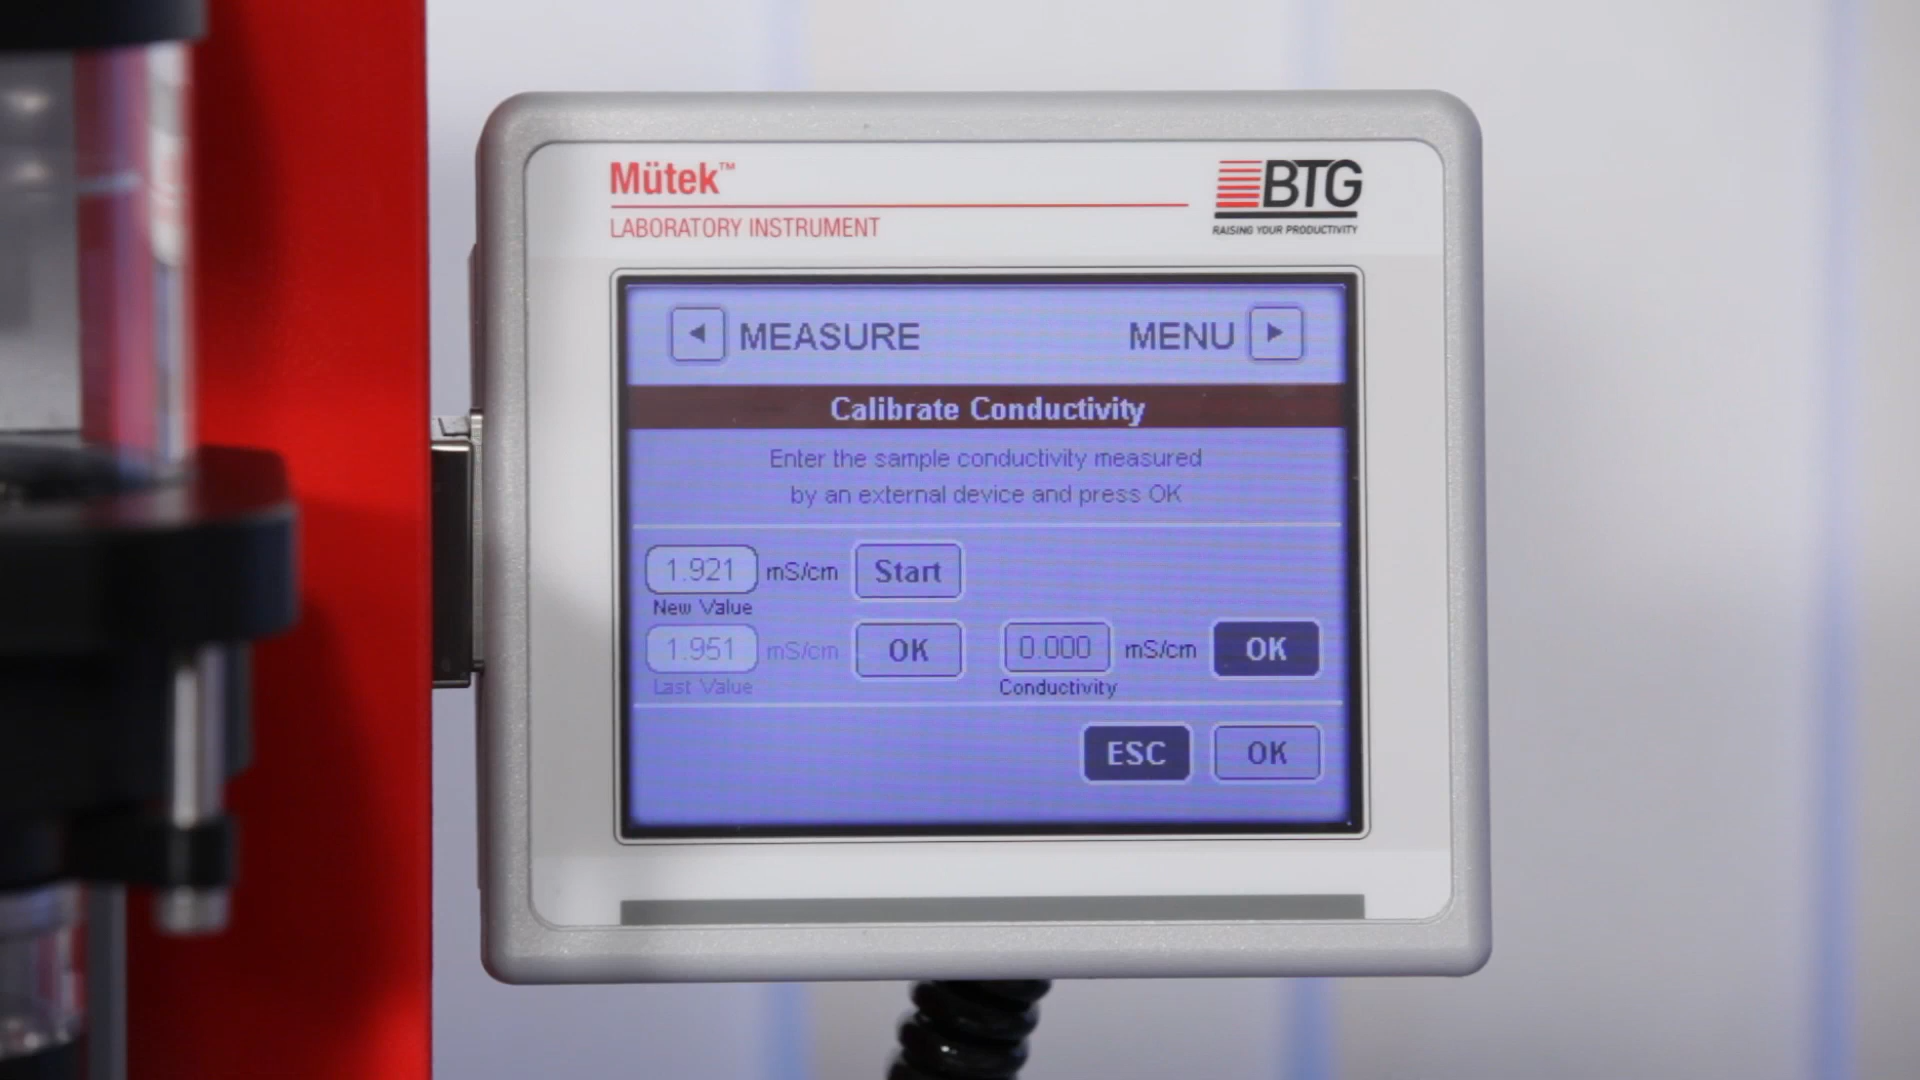 Mütek™
LABORATORY INSTRUMENT
BTG
RAISING YOUR PRODUCTIVITY
MEASURE MENU
Calibrate Conductivity
Enter the sample conductivity measured
by an external device and press OK
1.921 mS/cm Start
New Value
1.951 mS/cm OK 0.000 mS/cm OK
Last Value Conductivity
ESC OK